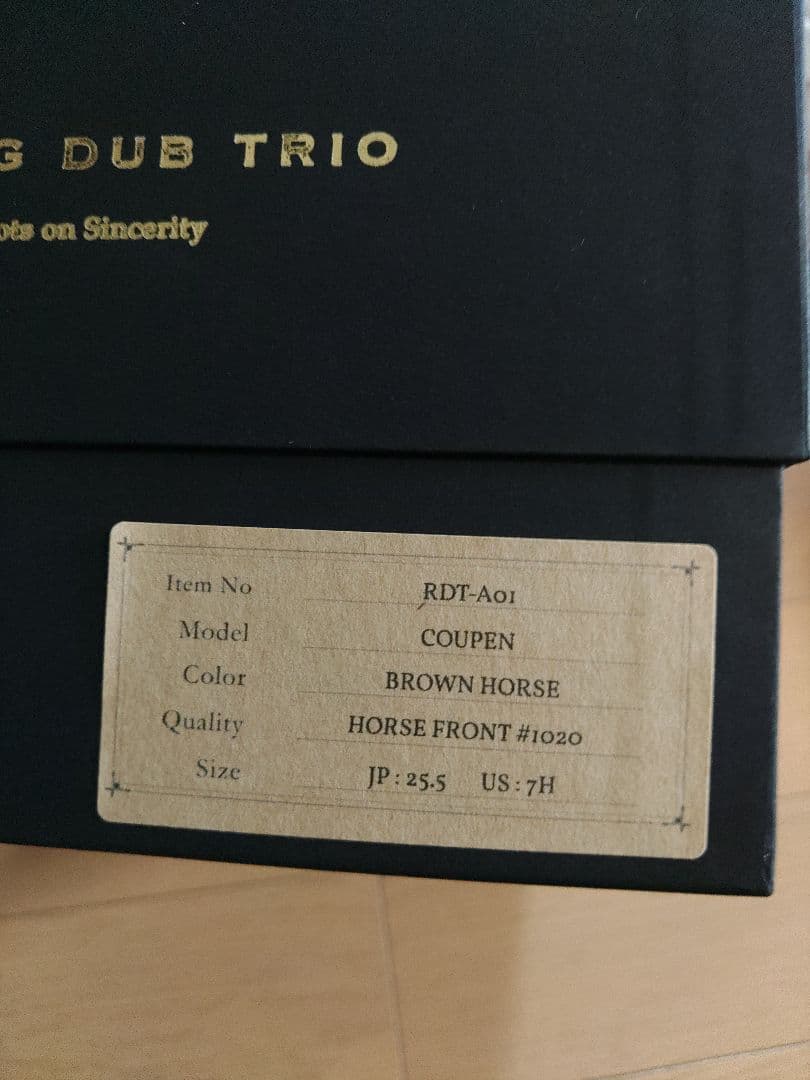 G DUB TRIO
ots on Sincerity
Item No RDT-A01
Model COUPEN
Color BROWN HORSE
Quality HORSE FRONT #1020
Size JP : 25.5 US : 7H